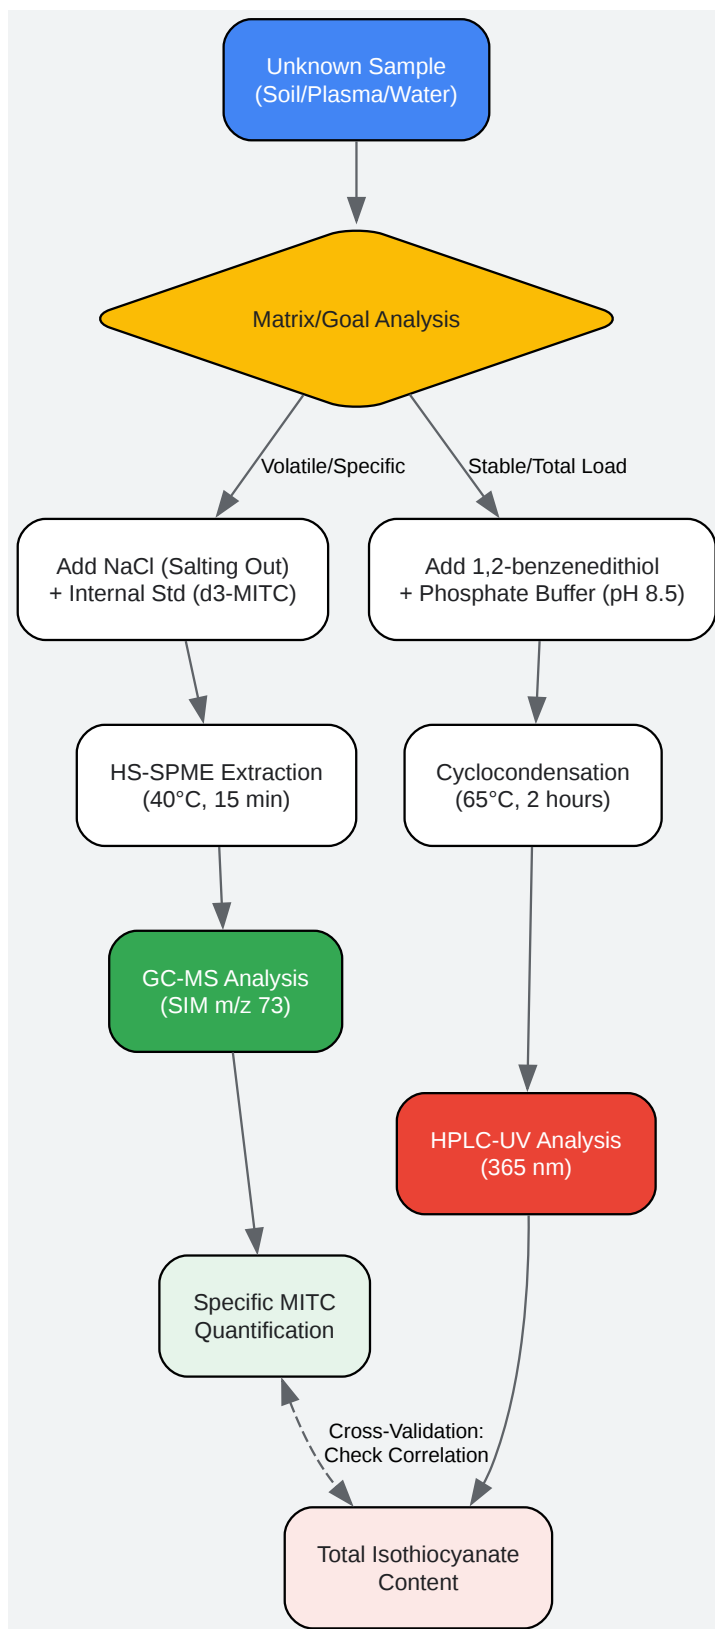 Unknown Sample
(Soil/Plasma/Water)
Matrix/Goal Analysis
Volatile/Specific
Stable/Total Load
Add NaCl (Salting Out)
+ Internal Std (d3-MITC)
Add 1,2-benzenedithiol
+ Phosphate Buffer (pH 8.5)
HS-SPME Extraction
(40°C, 15 min)
Cyclocondensation
(65°C, 2 hours)
GC-MS Analysis
(SIM m/z 73)
HPLC-UV Analysis
(365 nm)
Specific MITC
Quantification
Cross-Validation:
Check Correlation
Total Isothiocyanate
Content